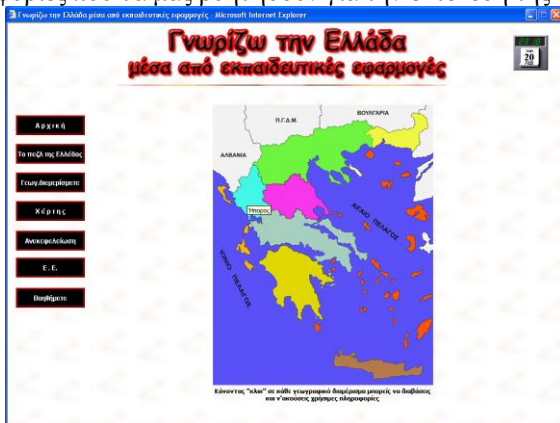 Γνωρίζω την Ελλάδα μέσα από εκπαιδευτικές εφαρμογές - Microsoft Internet Explorer
Γνωρίζω την Ελλάδα
μέσα από εκπαιδευτικές εφαρμογές
20
Αρχική
Το παζλ της Ελλάδος
Γεωγ.διαμερίσματα
Χάρτης
Ανακεφαλαίωση
Ε.Ε.
Βοηθήματα
Π.Γ.Δ.Μ.
ΒΟΥΛΓΑΡΙΑ
ΑΛΒΑΝΙΑ
Ήπειρος
ΑΙΓΑΙΟ ΠΕΛΑΓΟΣ
ΙΟΝΙΟ ΠΕΛΑΓΟΣ
Κάνοντας "κλικ" σε κάθε γεωγραφικό διαμέρισμα μπορείς να διαβάσεις
και ν'ακούσεις χρήσιμες πληροφορίες